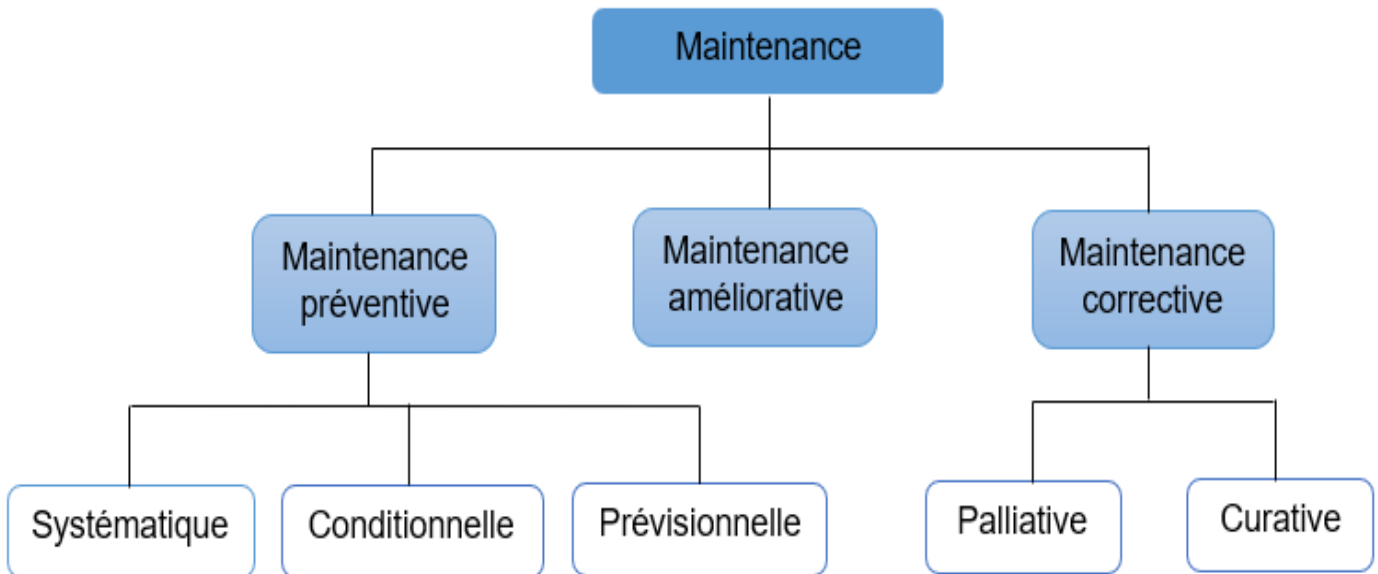 Maintenance
Maintenance
préventive
Maintenance
améliorative
Maintenance
corrective
Systématique
Conditionnelle
Prévisionnelle
Palliative
Curative